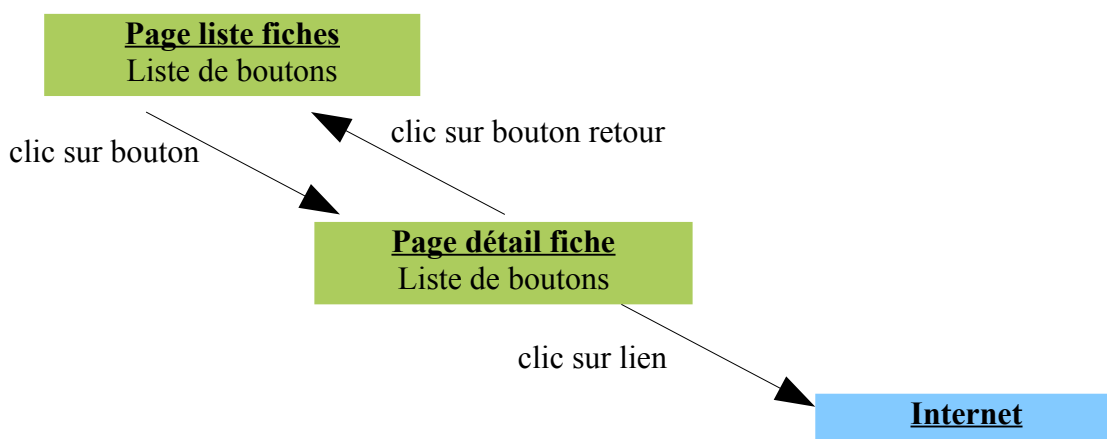 Page liste fiches
Liste de boutons
clic sur bouton retour
clic sur bouton
Page détail fiche
Liste de boutons
clic sur lien
Internet